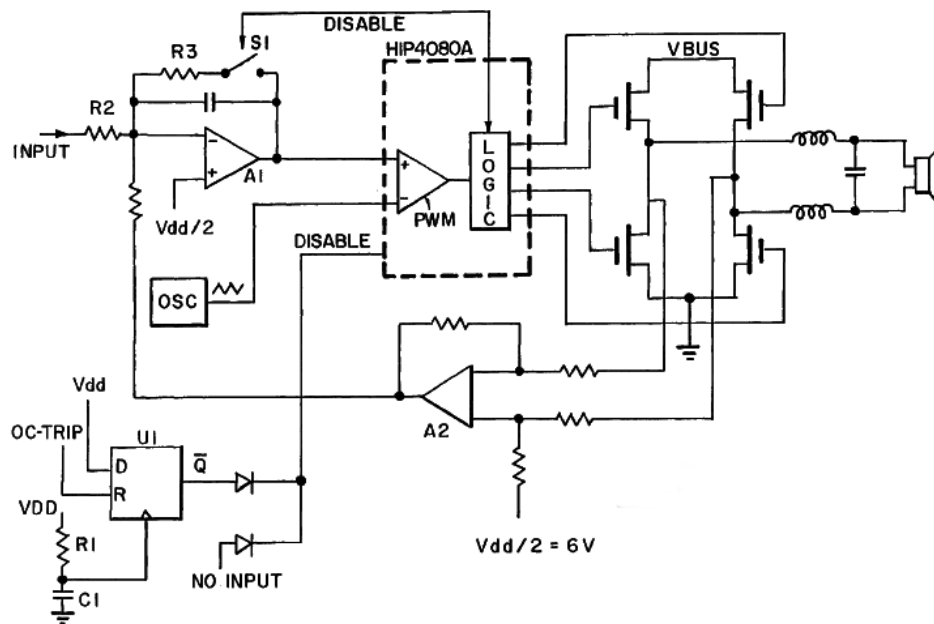 DISABLE
S1
R3
HIP4080A
VBUS
R2
INPUT
−
+
A1
Vdd/2
+
−
PWM
LOGIC
DISABLE
OSC
A2
Vdd
OC-TRIP
U1
D
R
Q̅
VDD
R1
C1
NO INPUT
Vdd/2 = 6V